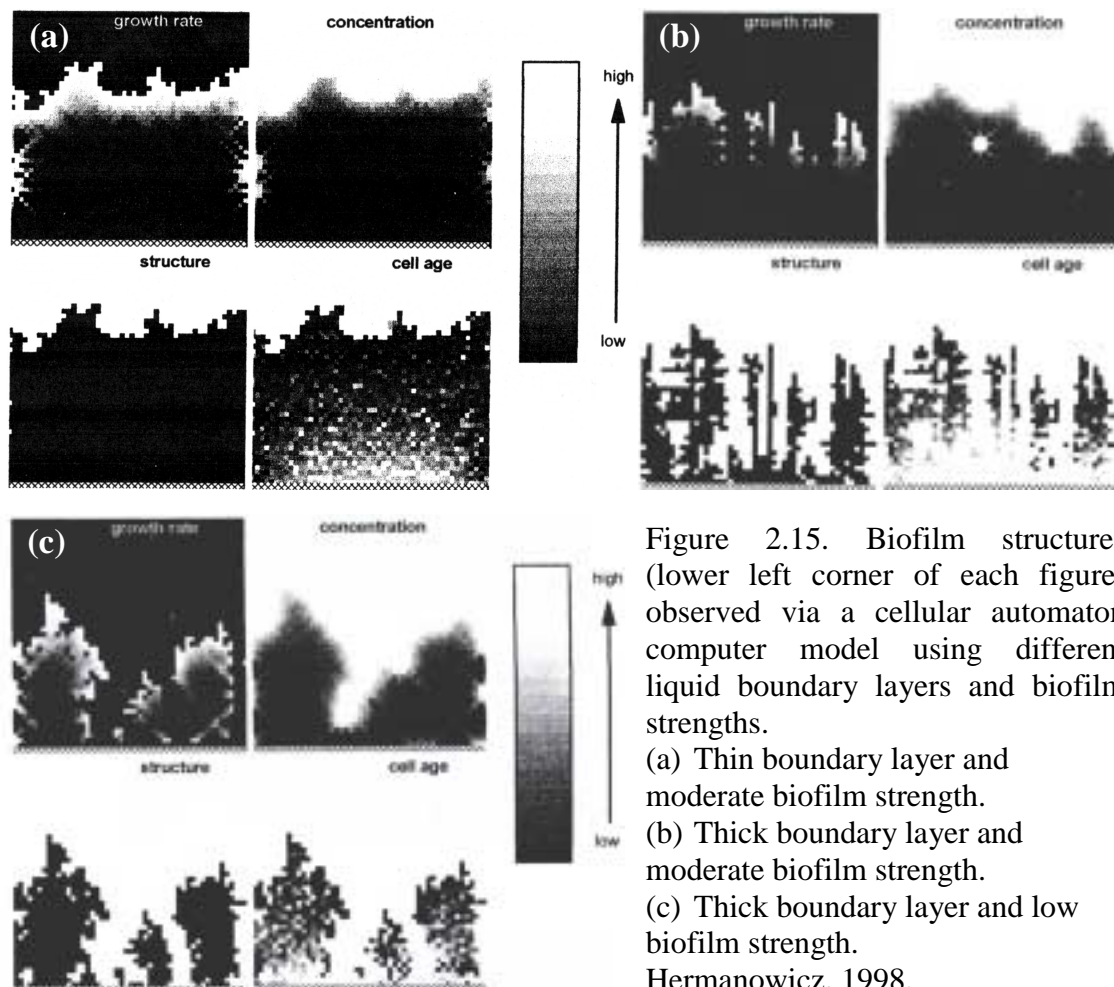 (a)
growth rate
concentration
structure
cell age
high
low
(b)
growth rate
concentration
structure
cell age
(c)
growth rate
concentration
structure
cell age
high
low
Figure 2.15. Biofilm structure
(lower left corner of each figure
observed via a cellular automator
computer model using differen
liquid boundary layers and biofilm
strengths.
(a) Thin boundary layer and
moderate biofilm strength.
(b) Thick boundary layer and
moderate biofilm strength.
(c) Thick boundary layer and low
biofilm strength.
Hermanowicz, 1998.